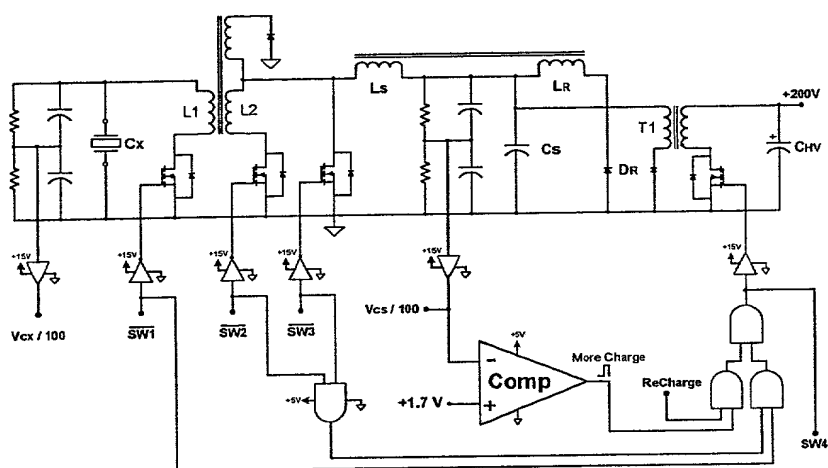 L1
L2
LS
LR
+200V
CX
CS
T1
+
CHV
DR
+15V
+15V
+15V
+15V
+15V
+15V
Vcx / 100
SW1
SW2
SW3
Vcs / 100
+5V
Comp
−
+
+1.7 V
More Charge
ReCharge
+5V
SW4